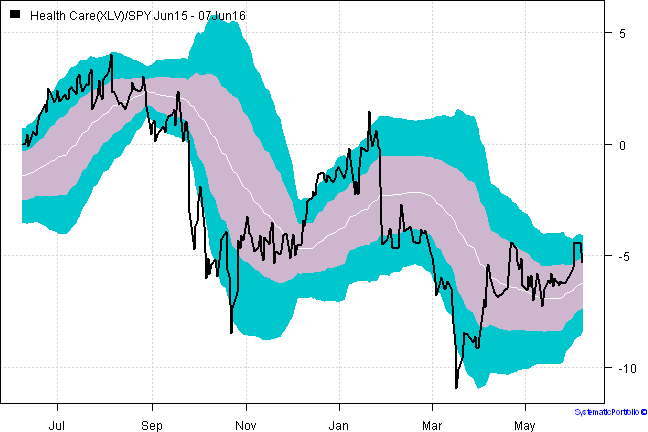 Health Care(XLV)/SPY Jun15 - 07Jun16
5
0
-5
-10
Jul Sep Nov Jan Mar May
SystematicPortfolio ©